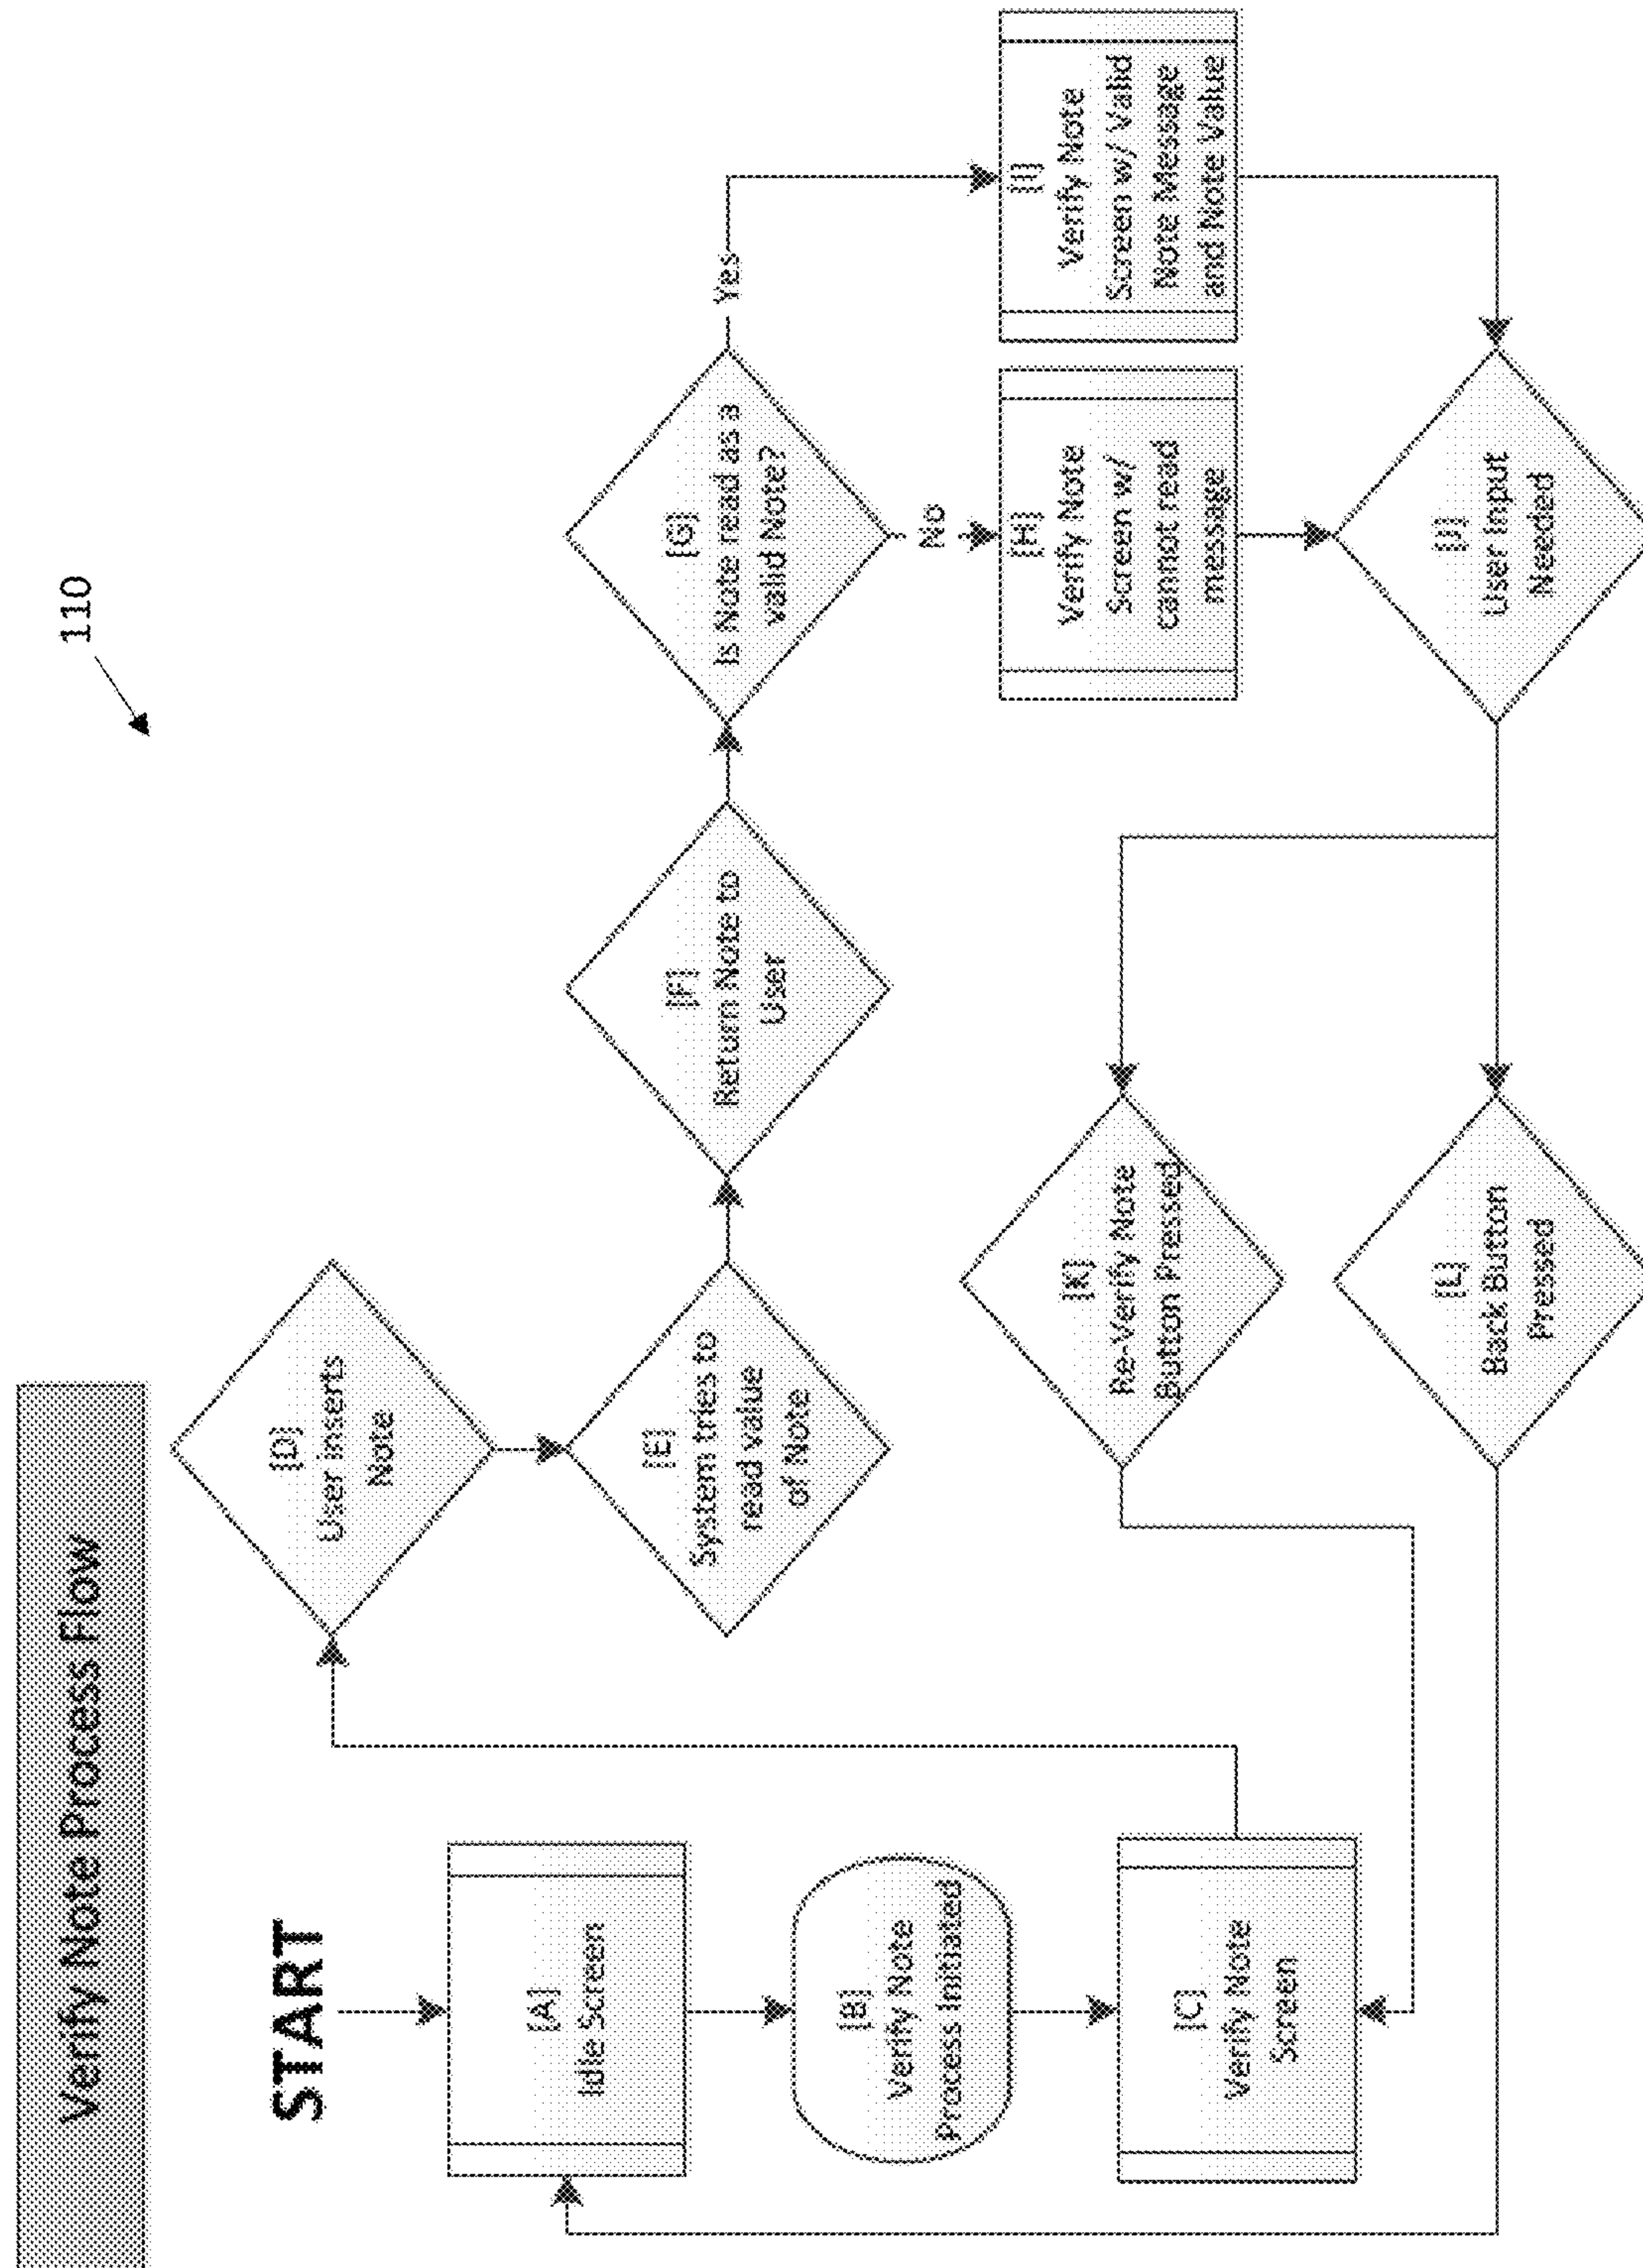 Verify Note Process Flow
110
START
[A]
Idle Screen
[B]
Verify Note
Process Initiated
[C]
Verify Note
Screen
[D]
User inserts
Note
[E]
System tries to
read value
of Note
[F]
Return Note to
User
[G]
Is Note read as a
valid Note?
Yes
No
[H]
Verify Note
Screen w/
cannot read
message
[I]
Verify Note
Screen w/ Valid
Note Message
and Note Value
[J]
User Input
Needed
[K]
Re-Verify Note
Button Pressed
[L]
Back Button
Pressed